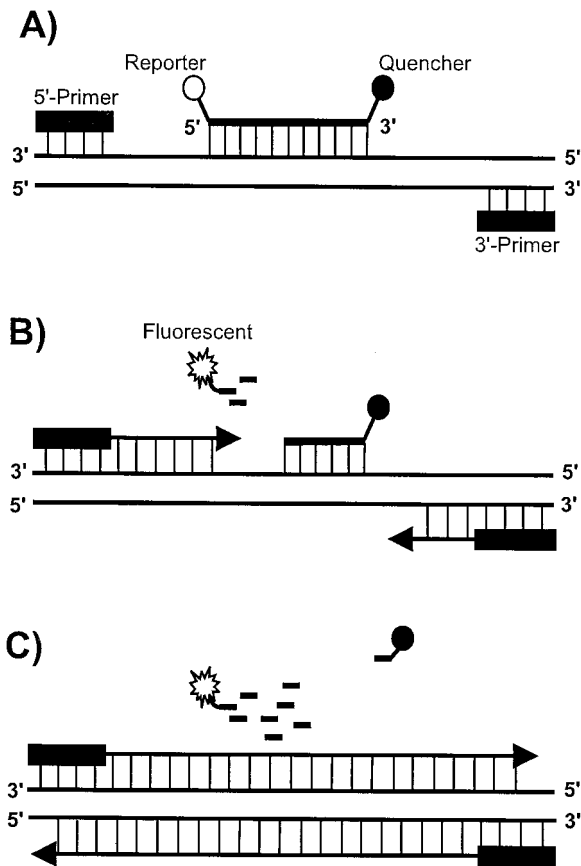 A)
Reporter Quencher
5'-Primer
5' 3'
3' 5'
5' 3'
3'-Primer
B)
Fluorescent
3' 5'
5' 3'
C)
3' 5'
5' 3'